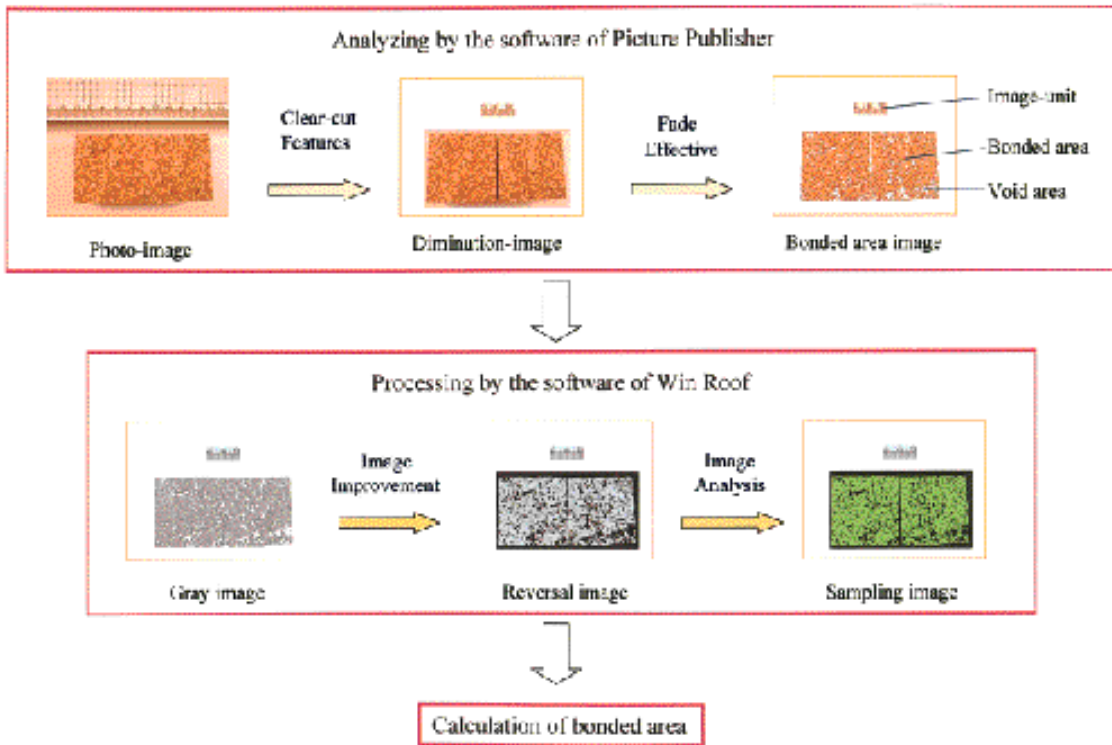 Analyzing by the software of Picture Publisher
Clear-cut
Features
Fade
Effective
Image-unit
Bonded area
Void area
Photo-image
Diminution-image
Bonded area image
Processing by the software of Win Roof
Image
Improvement
Image
Analysis
Gray image
Reversal image
Sampling image
Calculation of bonded area